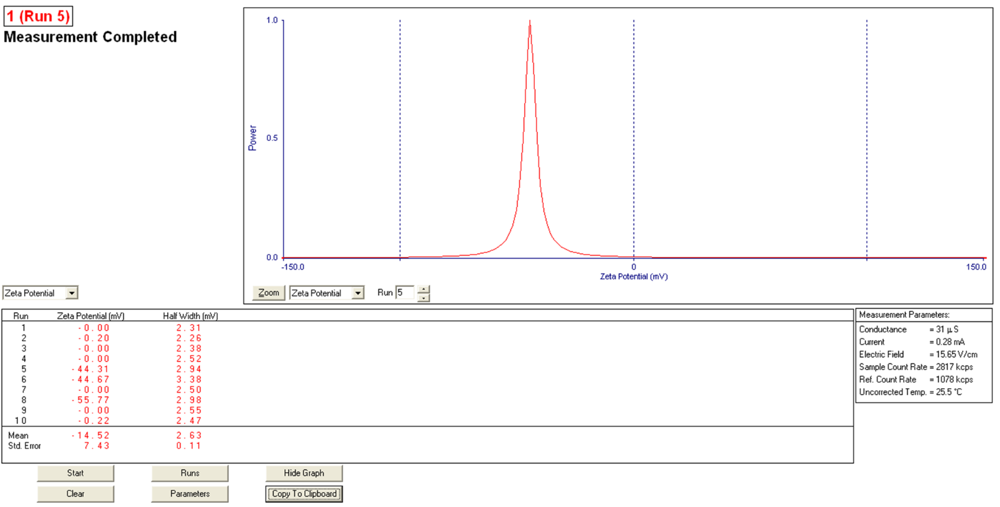 1 (Run 5)
Measurement Completed
1.0
Power
0.5
0.0
-150.0
0
150.0
Zeta Potential (mV)
Zeta Potential
Zoom
Zeta Potential
Run 5
Run Zeta Potential (mV) Half Width (mV)
1 -0.00 2.31
2 -0.20 2.26
3 -0.00 2.38
4 -0.00 2.52
5 -44.31 2.94
6 -44.67 3.38
7 -0.00 2.50
8 -55.77 2.98
9 -0.00 2.55
10 -0.22 2.47
Mean -14.52 2.63
Std. Error 7.43 0.11
Measurement Parameters:
Conductance = 31 µS
Current = 0.28 mA
Electric Field = 15.65 V/cm
Sample Count Rate = 2817 kcps
Ref. Count Rate = 1078 kcps
Uncorrected Temp. = 25.5 °C
Start
Runs
Hide Graph
Clear
Parameters
Copy To Clipboard